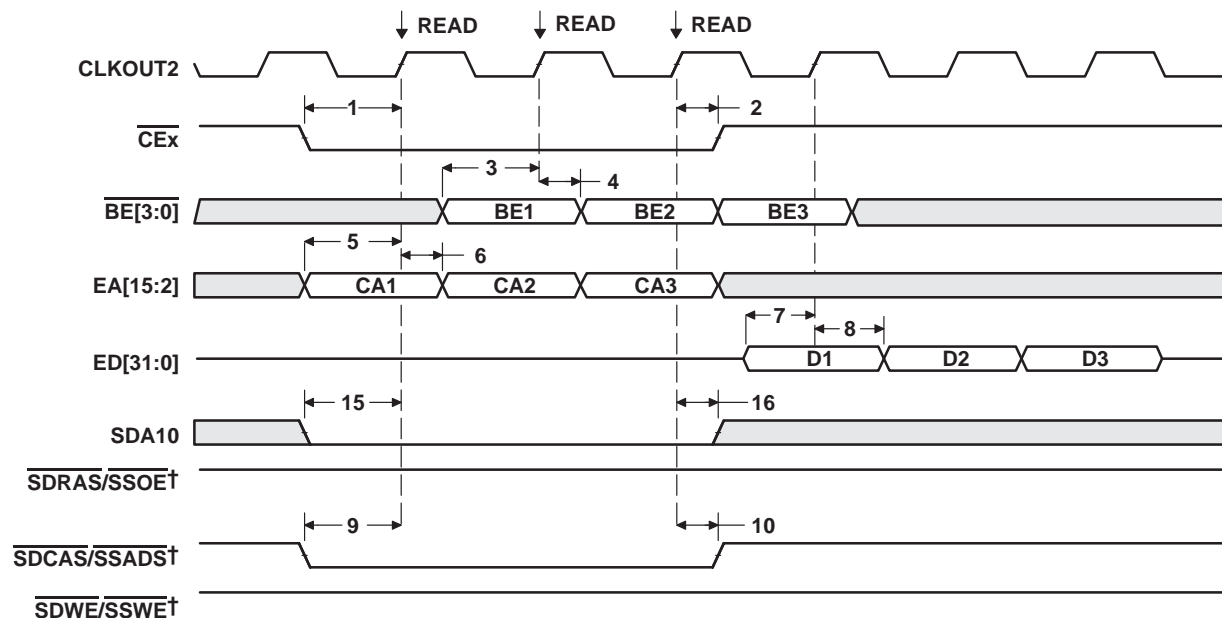 READ READ READ
CLKOUT2
1 2
CEx
3 4
BE[3:0] BE1 BE2 BE3
5 6
EA[15:2] CA1 CA2 CA3
7 8
ED[31:0] D1 D2 D3
15 16
SDA10
SDRAS/SSOE†
9 10
SDCAS/SSADS†
SDWE/SSWE†